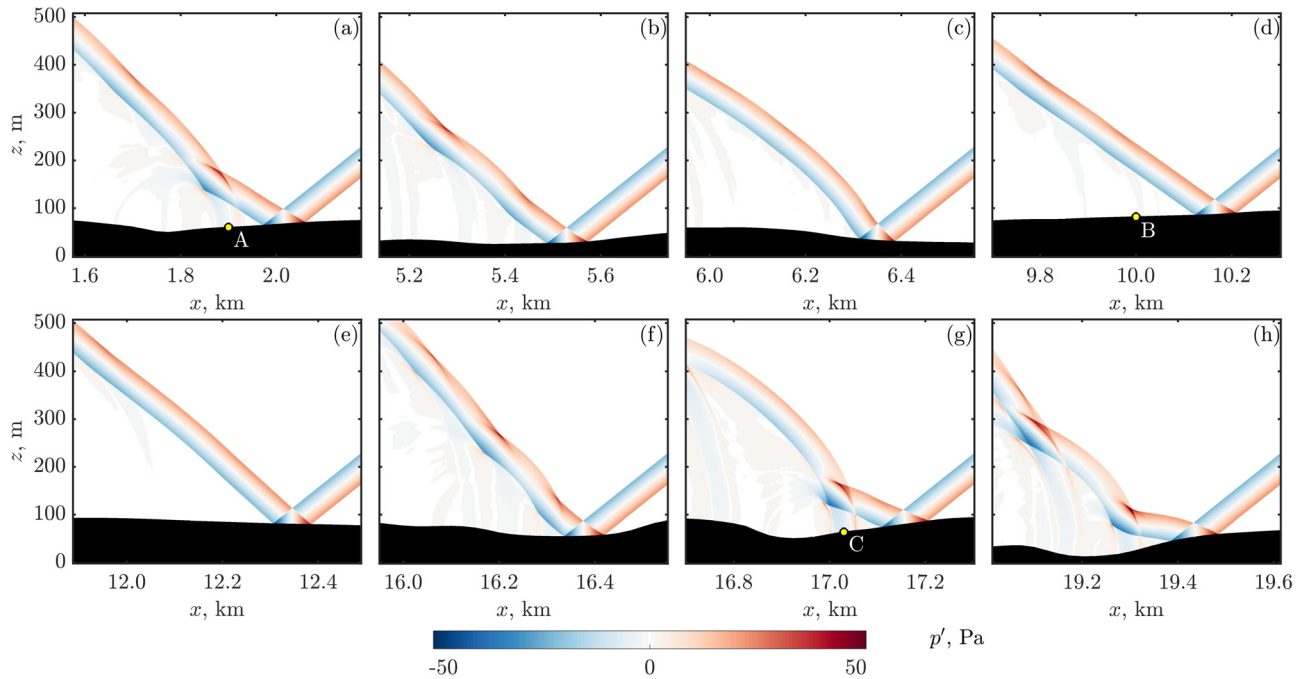 500
400
300
200
100
0
z, m
(a)
A
1.6 1.8 2.0
x, km
(b)
5.2 5.4 5.6
x, km
(c)
6.0 6.2 6.4
x, km
(d)
B
9.8 10.0 10.2
x, km
500
400
300
200
100
0
z, m
(e)
12.0 12.2 12.4
x, km
(f)
16.0 16.2 16.4
x, km
(g)
C
16.8 17.0 17.2
x, km
(h)
19.2 19.4 19.6
x, km
-50 0 50
p′, Pa